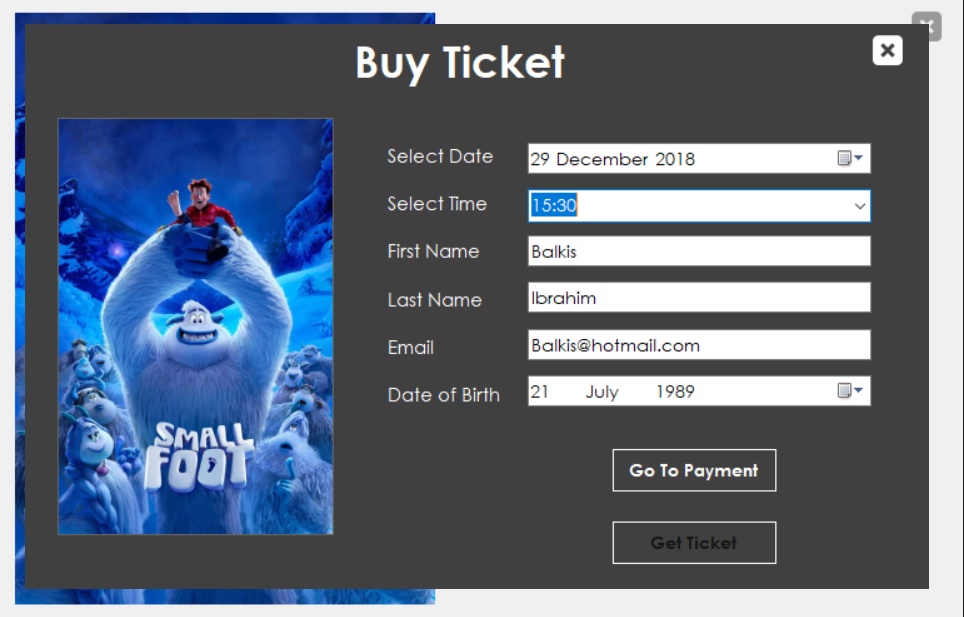 Buy Ticket
Select Date 29 December 2018
Select Time 15:30
First Name Balkis
Last Name Ibrahim
Email Balkis@hotmail.com
Date of Birth 21 July 1989
SMALL
FOOT
Go To Payment
Get Ticket